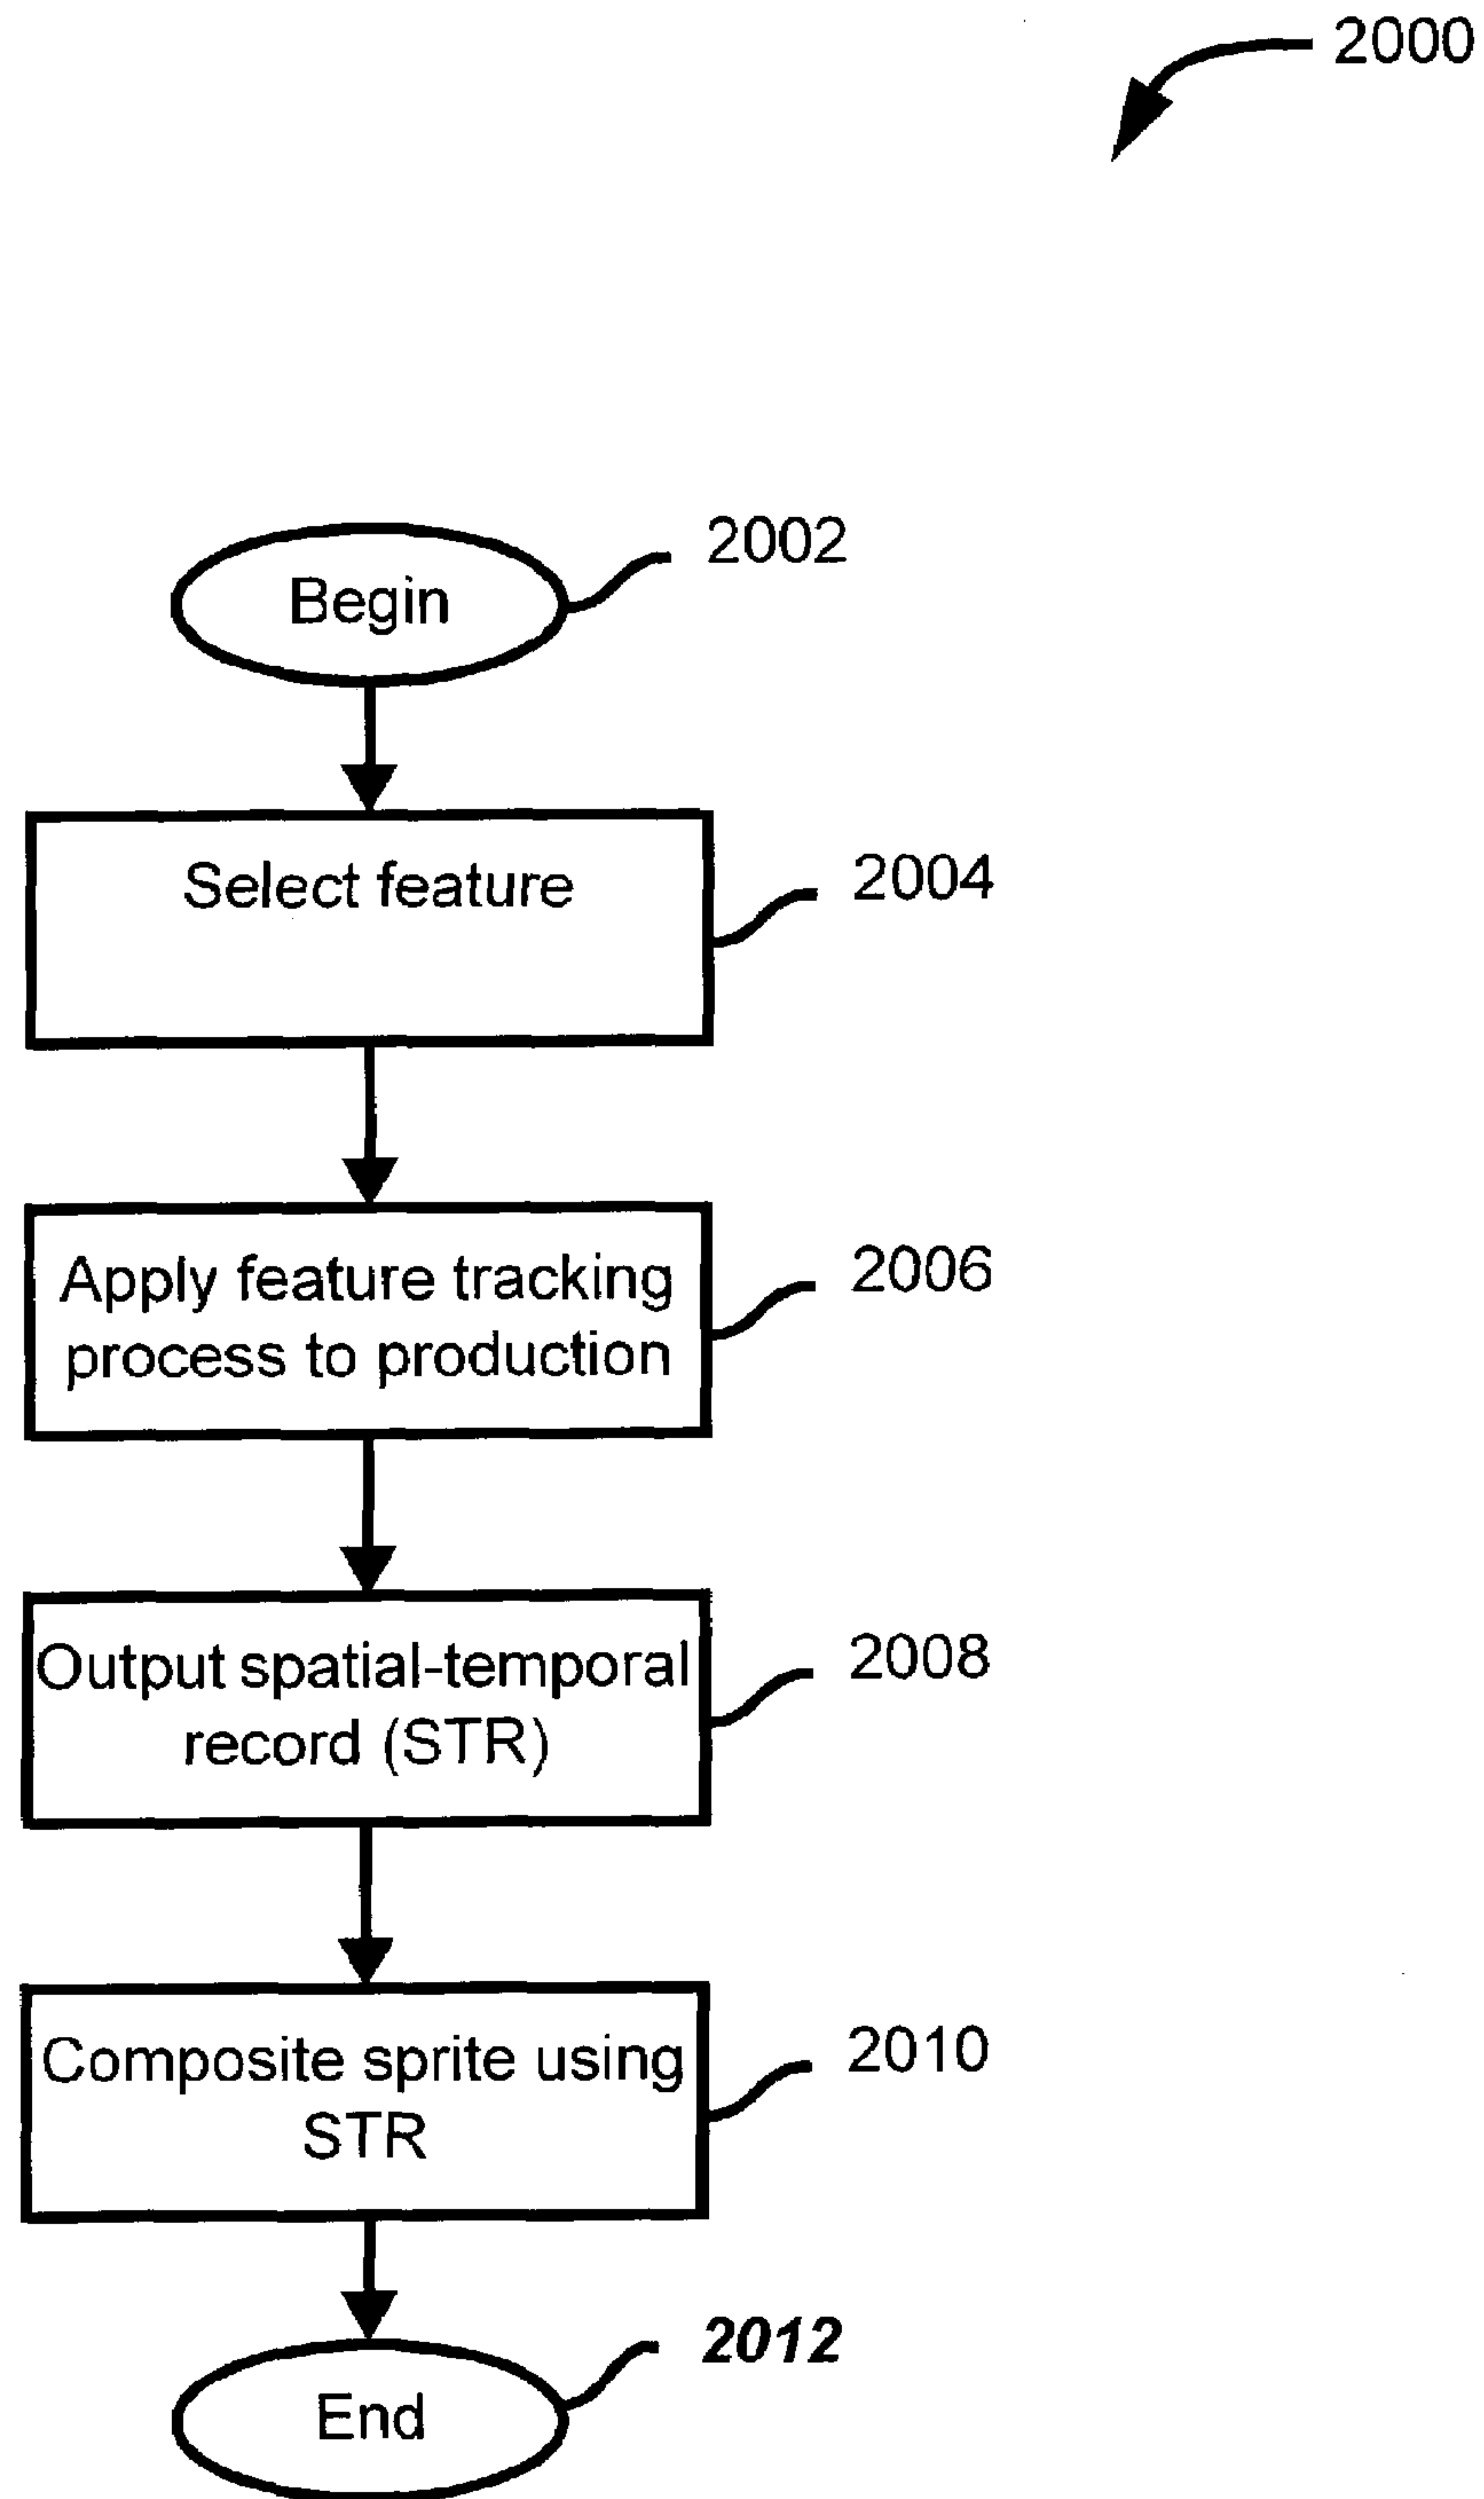 2000
Begin
2002
Select feature
2004
Apply feature tracking
process to production
2006
Output spatial-temporal
record (STR)
2008
Composite sprite using
STR
2010
End
2012